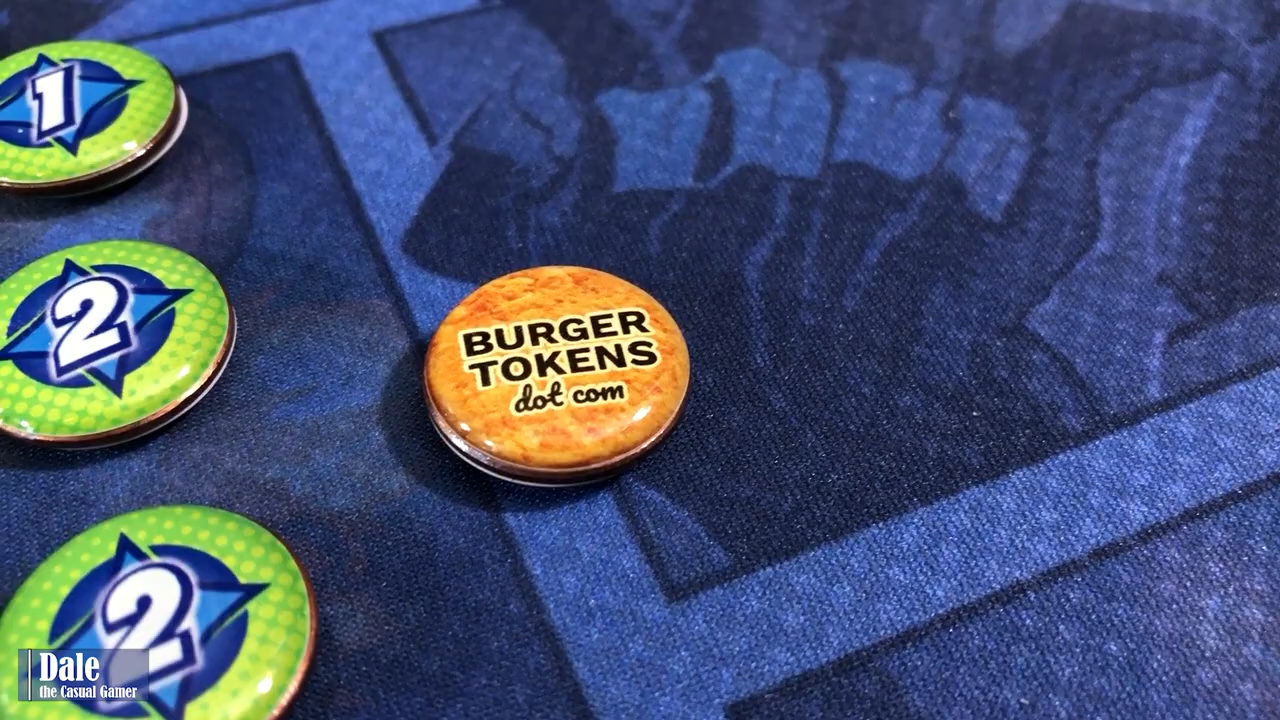 1
2
BURGER
TOKENS
dot com
2
Dale
the Casual Gamer